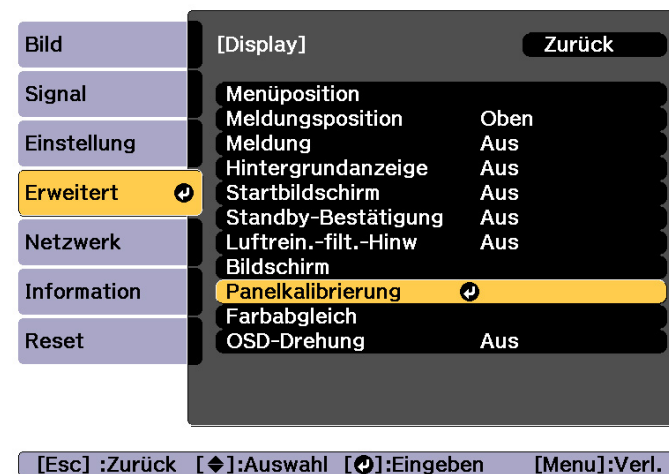 Bild
Signal
Einstellung
Erweitert
Netzwerk
Information
Reset
[Display] Zurück
Menüposition
Meldungsposition Oben
Meldung Aus
Hintergrundanzeige Aus
Startbildschirm Aus
Standby-Bestätigung Aus
Luftrein.-filt.-Hinw Aus
Bildschirm
Panelkalibrierung
Farbabgleich
OSD-Drehung Aus
[Esc] :Zurück [◆]:Auswahl [↵]:Eingeben [Menu]:Verl.